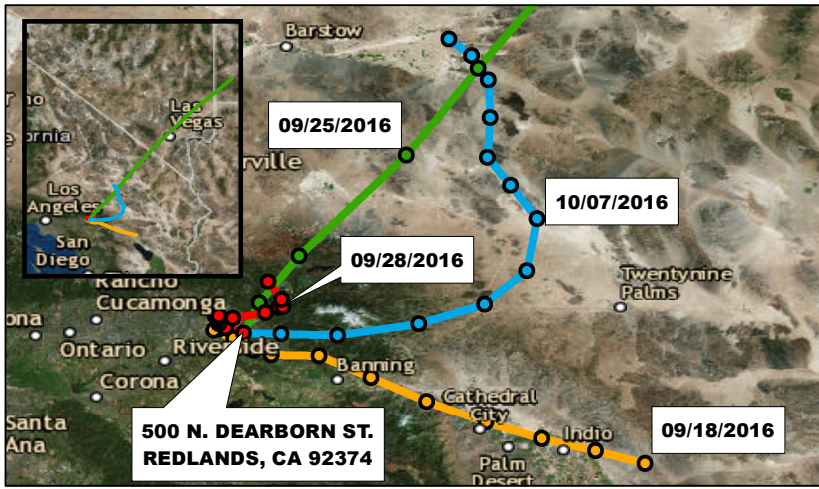 Barstow
Las
Vegas
ornia
Los
Angeles
San
Diego
09/25/2016
rville
10/07/2016
09/28/2016
Twentynine
Palms
Rancho
Cucamonga
ona
Ontario
Riverside
Corona
Banning
Cathedral
City
Santa
Ana
500 N. DEARBORN ST.
REDLANDS, CA 92374
Indio
Palm
Desert
09/18/2016